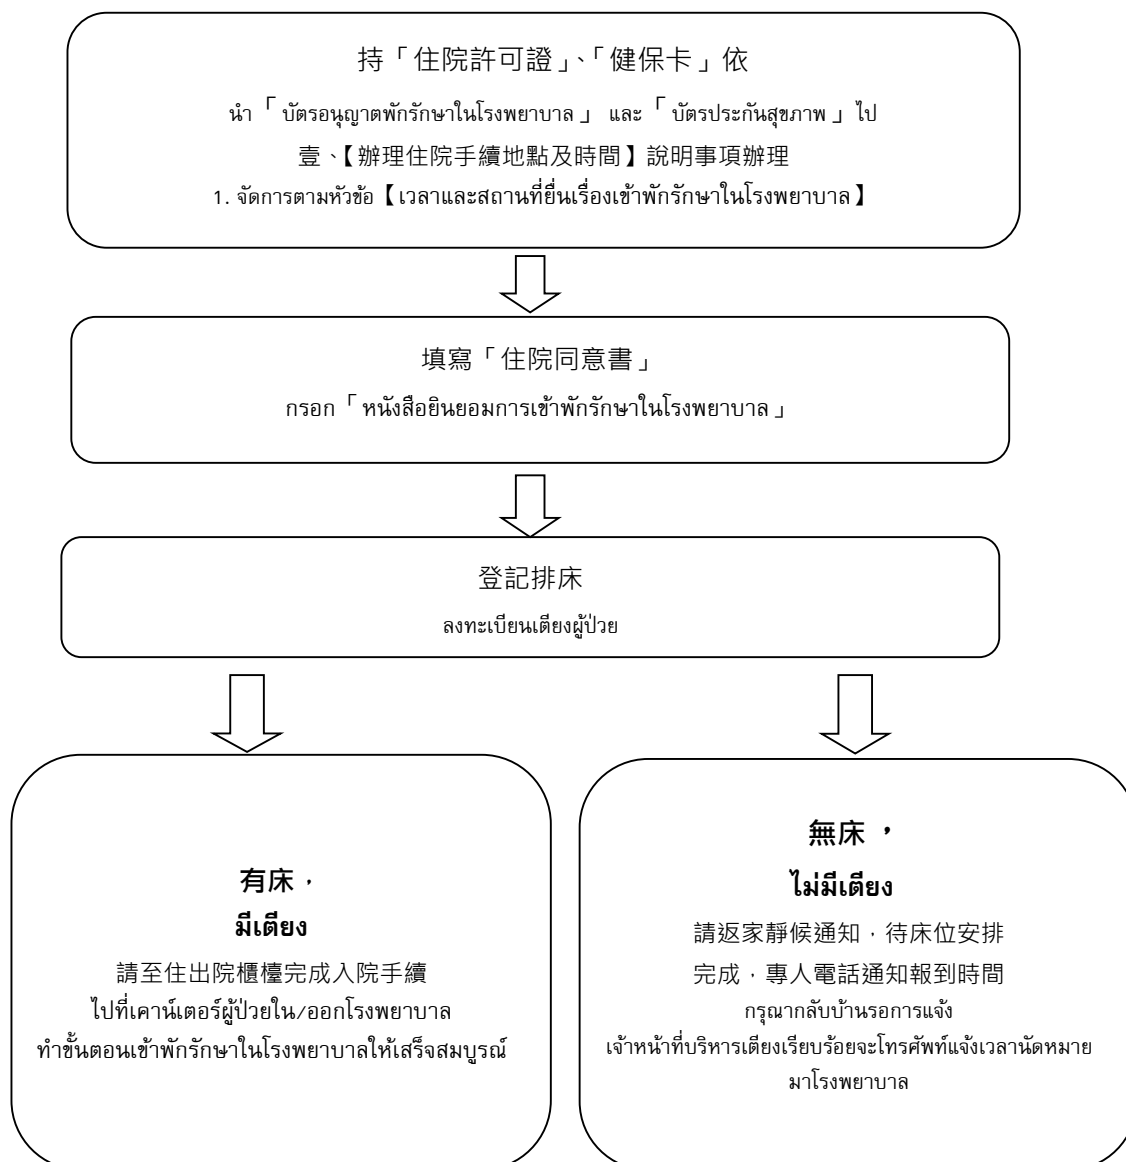 持「住院許可證」、「健保卡」依
นำ「บัตรอนุญาตพักรักษาในโรงพยาบาล」 และ「บัตรประกันสุขภาพ」ไป
壹、【辦理住院手續地點及時間】說明事項辦理
1. จัดการตามหัวข้อ【เวลาและสถานที่ยื่นเรื่องเข้าพักรักษาในโรงพยาบาล】
填寫「住院同意書」
กรอก「หนังสือยินยอมการเข้าพักรักษาในโรงพยาบาล」
登記排床
ลงทะเบียนเตียงผู้ป่วย
有床，
มีเตียง
請至住出院櫃檯完成入院手續
ไปที่เคาน์เตอร์ผู้ป่วยใน/ออกโรงพยาบาล
ทำขั้นตอนเข้าพักรักษาในโรงพยาบาลให้เสร็จสมบูรณ์
無床，
ไม่มีเตียง
請返家靜候通知，待床位安排
完成，專人電話通知報到時間
กรุณากลับบ้านรอการแจ้ง
เจ้าหน้าที่บริหารเตียงเรียบร้อยจะโทรศัพท์แจ้งเวลานัดหมาย
มาโรงพยาบาล